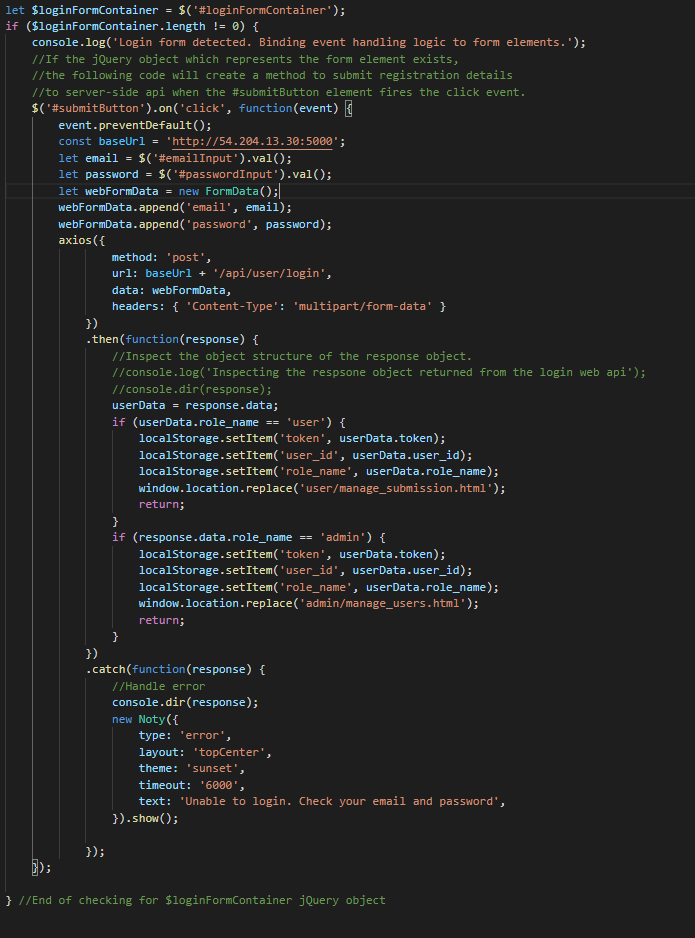 let $loginFormContainer = $('#loginFormContainer');
if ($loginFormContainer.length != 0) {
    console.log('Login form detected. Binding event handling logic to form elements.');
    //If the jQuery object which represents the form element exists,
    //the following code will create a method to submit registration details
    //to server-side api when the #submitButton element fires the click event.
    $('#submitButton').on('click', function(event) {
        event.preventDefault();
        const baseUrl = 'http://54.204.13.30:5000';
        let email = $('#emailInput').val();
        let password = $('#passwordInput').val();
        let webFormData = new FormData();
        webFormData.append('email', email);
        webFormData.append('password', password);
        axios({
                method: 'post',
                url: baseUrl + '/api/user/login',
                data: webFormData,
                headers: { 'Content-Type': 'multipart/form-data' }
            })
            .then(function(response) {
                //Inspect the object structure of the response object.
                //console.log('Inspecting the respsone object returned from the login web api');
                //console.dir(response);
                userData = response.data;
                if (userData.role_name == 'user') {
                    localStorage.setItem('token', userData.token);
                    localStorage.setItem('user_id', userData.user_id);
                    localStorage.setItem('role_name', userData.role_name);
                    window.location.replace('user/manage_submission.html');
                    return;
                }
                if (response.data.role_name == 'admin') {
                    localStorage.setItem('token', userData.token);
                    localStorage.setItem('user_id', userData.user_id);
                    localStorage.setItem('role_name', userData.role_name);
                    window.location.replace('admin/manage_users.html');
                    return;
                }
            })
            .catch(function(response) {
                //Handle error
                console.dir(response);
                new Noty({
                    type: 'error',
                    layout: 'topCenter',
                    theme: 'sunset',
                    timeout: '6000',
                    text: 'Unable to login. Check your email and password',
                }).show();
            });
    });
} //End of checking for $loginFormContainer jQuery object